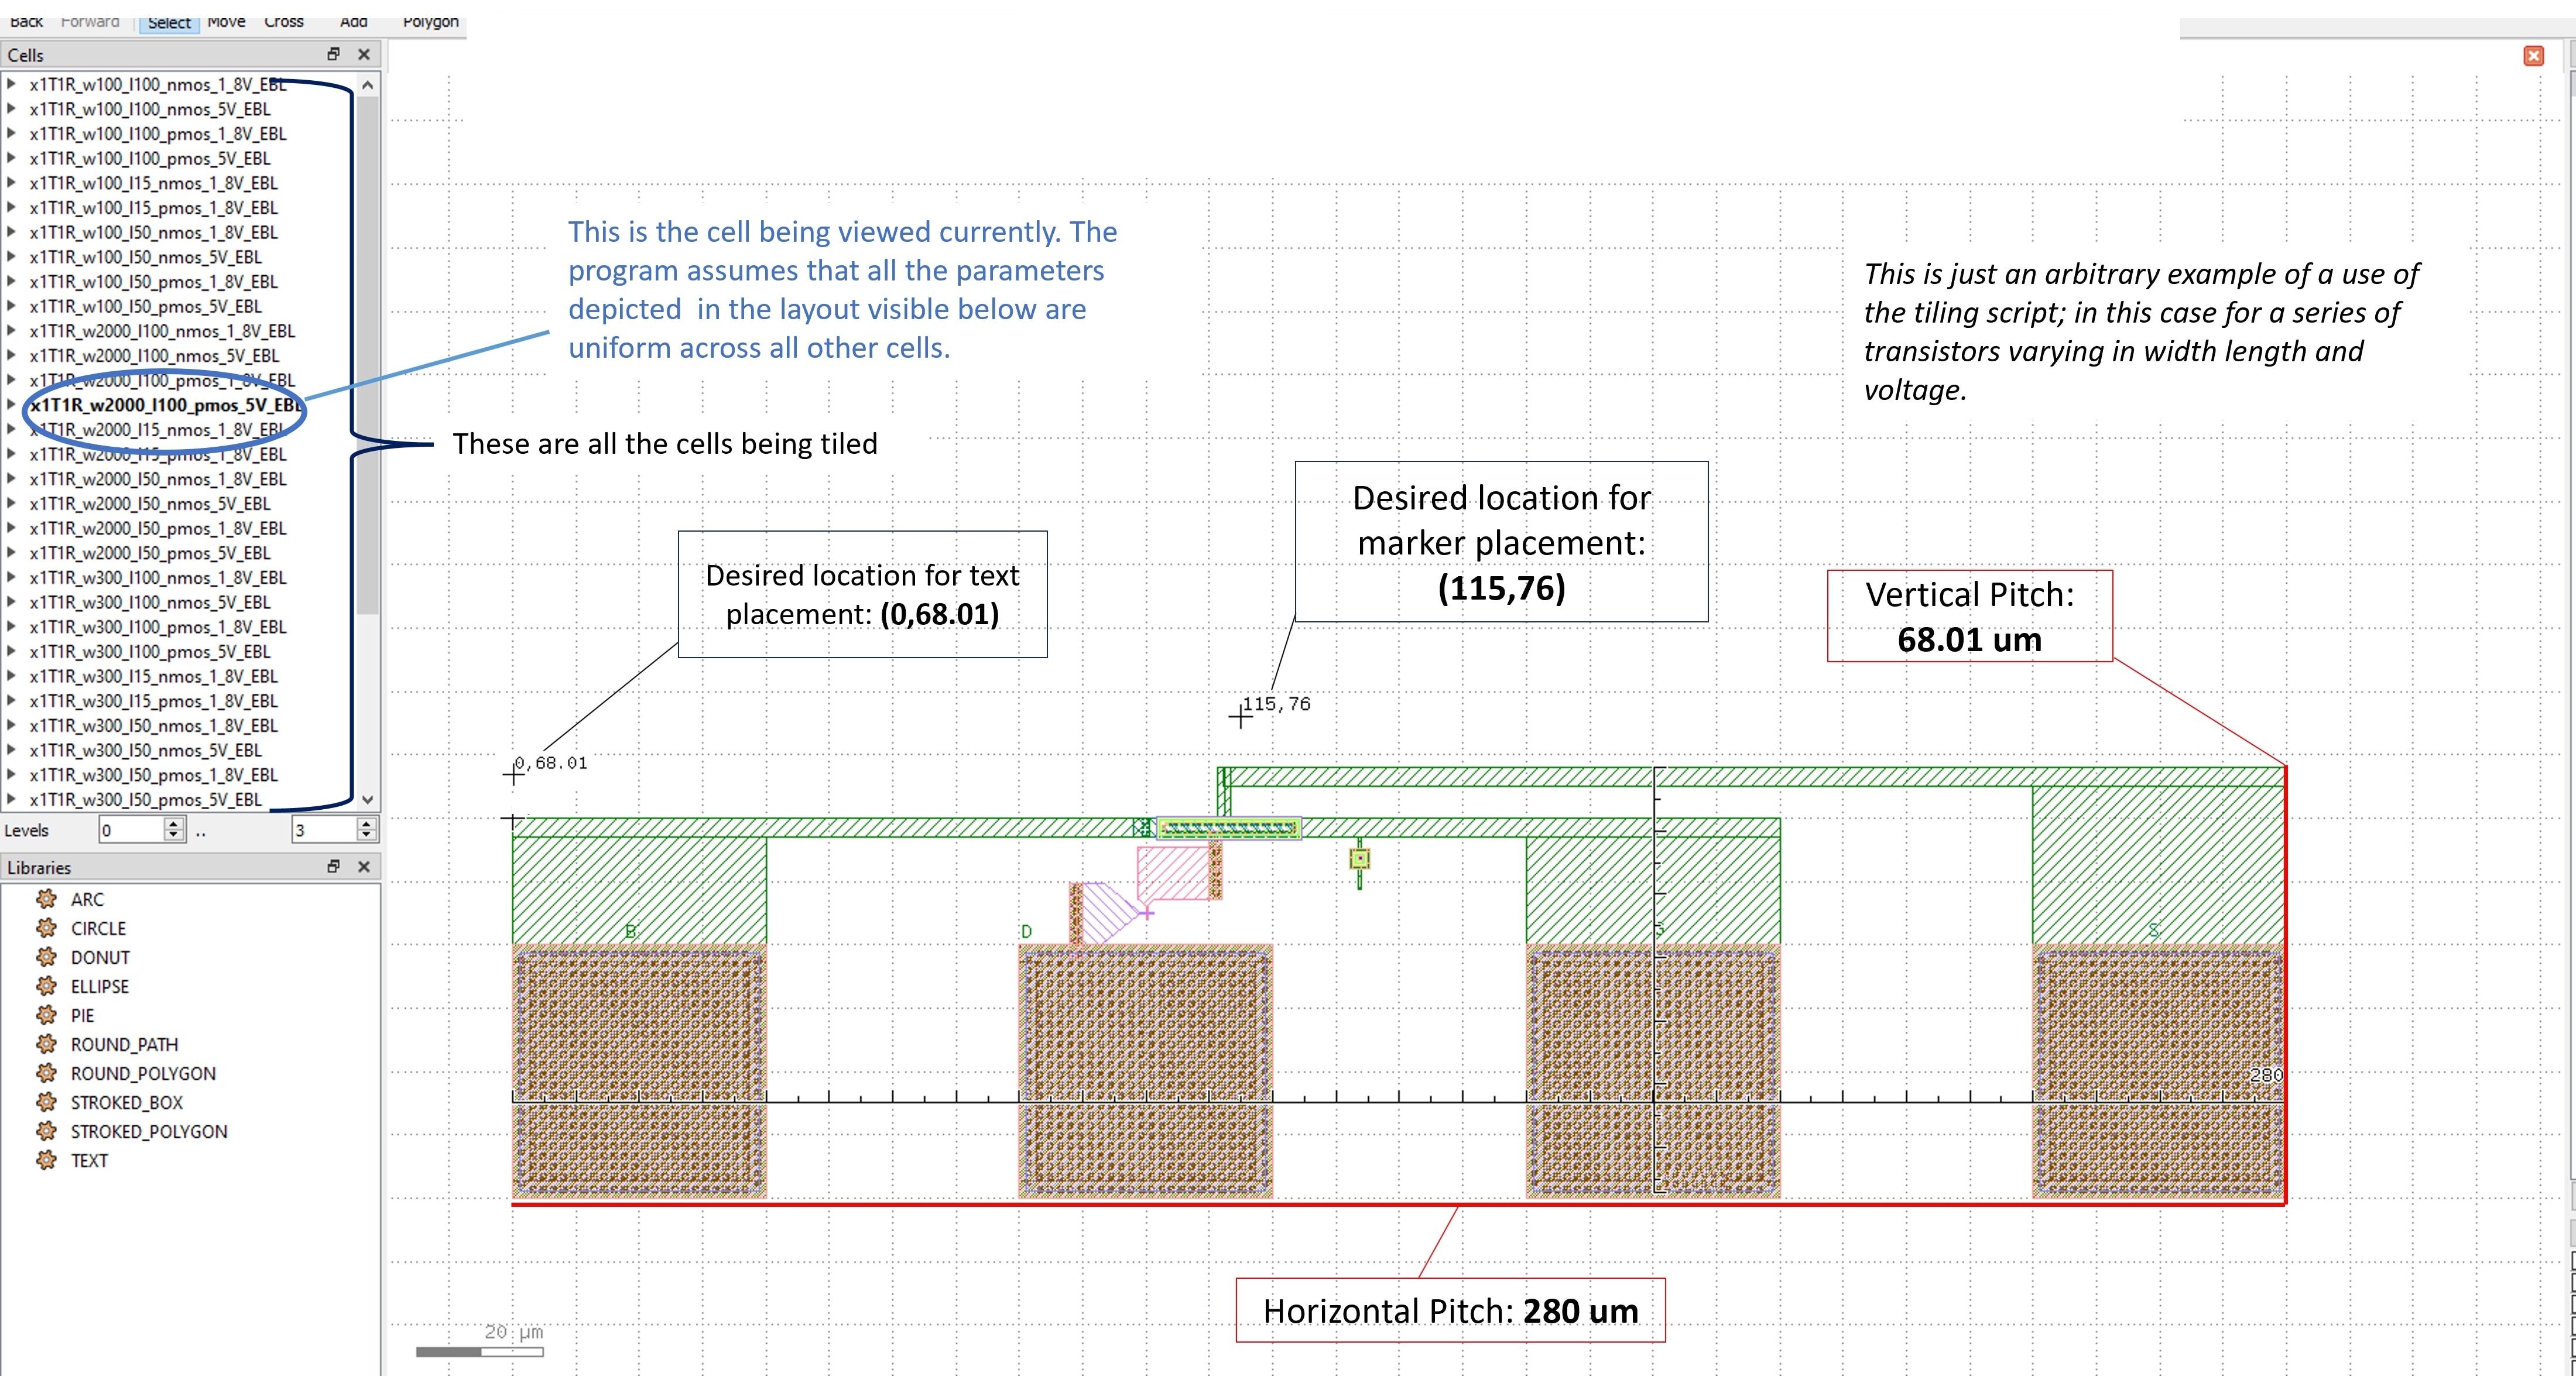 Back Forward Select Move Cross Add Polygon
Cells
x1T1R_w100_l100_nmos_1_8V_EBL
x1T1R_w100_l100_nmos_5V_EBL
x1T1R_w100_l100_pmos_1_8V_EBL
x1T1R_w100_l100_pmos_5V_EBL
x1T1R_w100_l15_nmos_1_8V_EBL
x1T1R_w100_l15_pmos_1_8V_EBL
x1T1R_w100_l50_nmos_1_8V_EBL
x1T1R_w100_l50_nmos_5V_EBL
x1T1R_w100_l50_pmos_1_8V_EBL
x1T1R_w100_l50_pmos_5V_EBL
x1T1R_w2000_l100_nmos_1_8V_EBL
x1T1R_w2000_l100_nmos_5V_EBL
x1T1R_w2000_l100_pmos_1_8V_EBL
x1T1R_w2000_l100_pmos_5V_EBL
x1T1R_w2000_l15_nmos_1_8V_EBL
x1T1R_w2000_l15_pmos_1_8V_EBL
x1T1R_w2000_l50_nmos_1_8V_EBL
x1T1R_w2000_l50_nmos_5V_EBL
x1T1R_w2000_l50_pmos_1_8V_EBL
x1T1R_w2000_l50_pmos_5V_EBL
x1T1R_w300_l100_nmos_1_8V_EBL
x1T1R_w300_l100_nmos_5V_EBL
x1T1R_w300_l100_pmos_1_8V_EBL
x1T1R_w300_l100_pmos_5V_EBL
x1T1R_w300_l15_nmos_1_8V_EBL
x1T1R_w300_l15_pmos_1_8V_EBL
x1T1R_w300_l50_nmos_1_8V_EBL
x1T1R_w300_l50_nmos_5V_EBL
x1T1R_w300_l50_pmos_1_8V_EBL
x1T1R_w300_l50_pmos_5V_EBL
Levels 0 .. 3
Libraries
ARC
CIRCLE
DONUT
ELLIPSE
PIE
ROUND_PATH
ROUND_POLYGON
STROKED_BOX
STROKED_POLYGON
TEXT
This is the cell being viewed currently. The
program assumes that all the parameters
depicted in the layout visible below are
uniform across all other cells.
This is just an arbitrary example of a use of
the tiling script; in this case for a series of
transistors varying in width length and
voltage.
These are all the cells being tiled
Desired location for text
placement: (0,68.01)
Desired location for
marker placement:
(115,76)
Vertical Pitch:
68.01 um
115,76
0,68.01
B
D
S
280
Horizontal Pitch: 280 um
20 µm